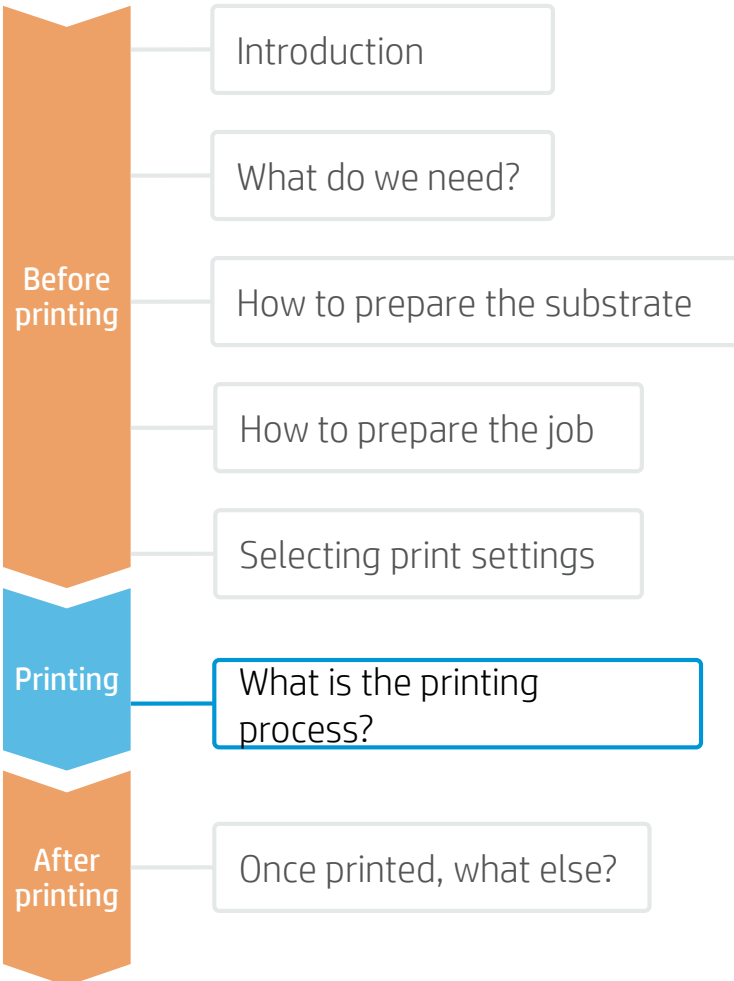 Introduction
What do we need?
Before
printing
How to prepare the substrate
How to prepare the job
Selecting print settings
Printing
What is the printing
process?
After
printing
Once printed, what else?